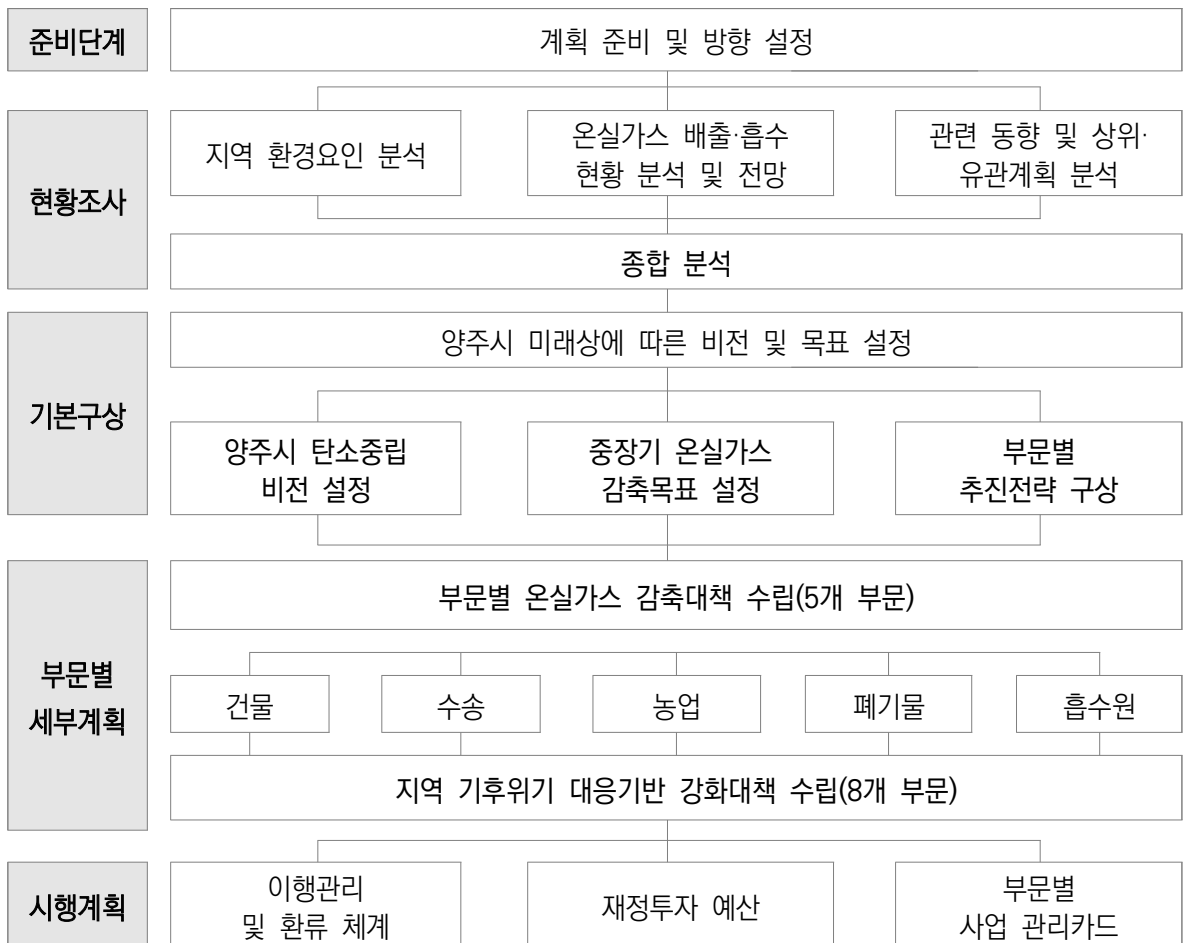 준비단계
계획 준비 및 방향 설정
현황조사
지역 환경요인 분석
온실가스 배출·흡수
현황 분석 및 전망
관련 동향 및 상위·
유관계획 분석
종합 분석
기본구상
양주시 미래상에 따른 비전 및 목표 설정
양주시 탄소중립
비전 설정
중장기 온실가스
감축목표 설정
부문별
추진전략 구상
부문별
세부계획
부문별 온실가스 감축대책 수립(5개 부문)
건물
수송
농업
폐기물
흡수원
지역 기후위기 대응기반 강화대책 수립(8개 부문)
시행계획
이행관리
및 환류 체계
재정투자 예산
부문별
사업 관리카드